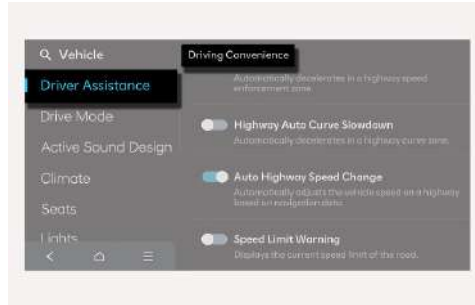 Vehicle
Driving Convenience
Driver Assistance
Drive Mode
Active Sound Design
Climate
Seats
Lights
Automatically decelerates in a highway speed
enforcement zone.
Highway Auto Curve Slowdown
Automatically decelerates in a highway curve zone.
Auto Highway Speed Change
Automatically adjusts the vehicle speed on a highway
based on navigation data.
Speed Limit Warning
Displays the current speed limit of the road.